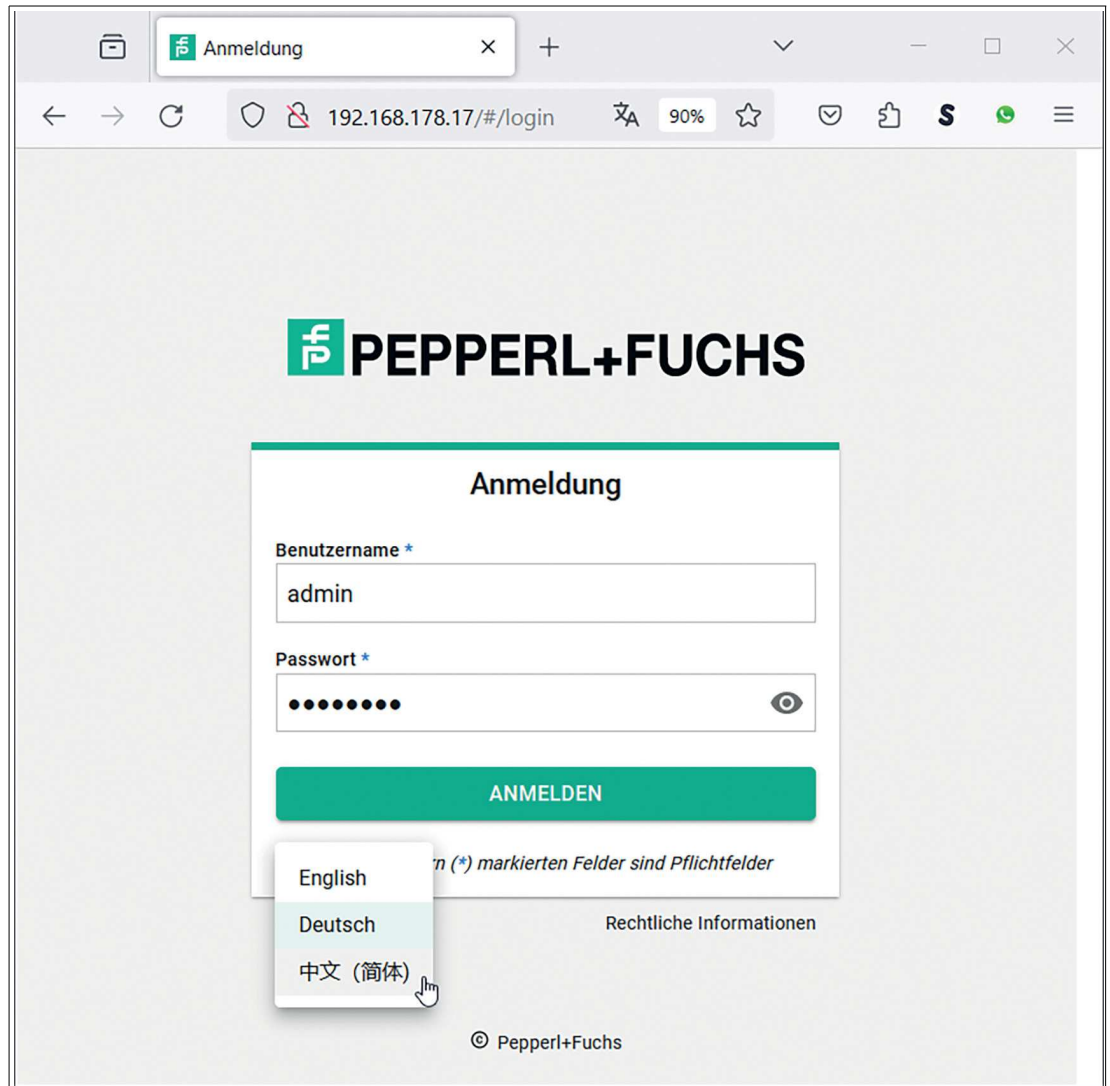 Anmeldung
192.168.178.17/#/login
90%
PEPPERL+FUCHS
Anmeldung
Benutzername *
admin
Passwort *
ANMELDEN
(*) markierten Felder sind Pflichtfelder
English
Deutsch
中文 (简体)
Rechtliche Informationen
© Pepperl+Fuchs